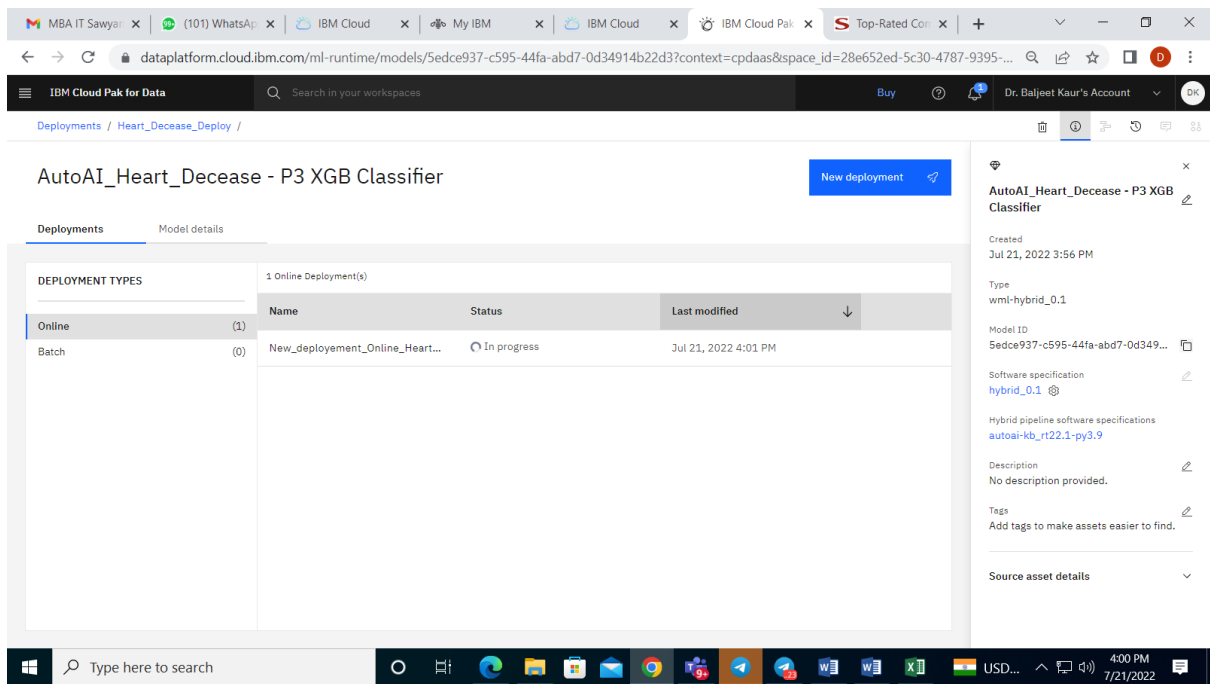 MBA IT Sawyan
(101) WhatsAp
IBM Cloud
My IBM
IBM Cloud
IBM Cloud Pak
Top-Rated Con
dataplatform.cloud.ibm.com/ml-runtime/models/5edce937-c595-44fa-abd7-0d34914b22d3?context=cpdaas&space_id=28e652ed-5c30-4787-9395-...
D
IBM Cloud Pak for Data
Search in your workspaces
Buy
1
Dr. Baljeet Kaur's Account
DK
Deployments / Heart_Decease_Deploy /
AutoAI_Heart_Decease - P3 XGB Classifier
New deployment
Deployments
Model details
DEPLOYMENT TYPES
Online (1)
Batch (0)
1 Online Deployment(s)
Name Status Last modified
New_deployement_Online_Heart... In progress Jul 21, 2022 4:01 PM
AutoAI_Heart_Decease - P3 XGB
Classifier
Created
Jul 21, 2022 3:56 PM
Type
wml-hybrid_0.1
Model ID
5edce937-c595-44fa-abd7-0d349...
Software specification
hybrid_0.1
Hybrid pipeline software specifications
autoai-kb_rt22.1-py3.9
Description
No description provided.
Tags
Add tags to make assets easier to find.
Source asset details
Type here to search
USD...
4:00 PM
7/21/2022